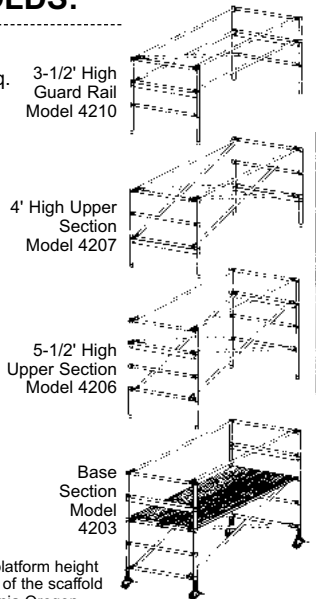 OLDS:
q.
3-1/2' High
Guard Rail
Model 4210
4' High Upper
Section
Model 4207
5-1/2' High
Upper Section
Model 4206
Base
Section
Model
4203
platform height
of the scaffold